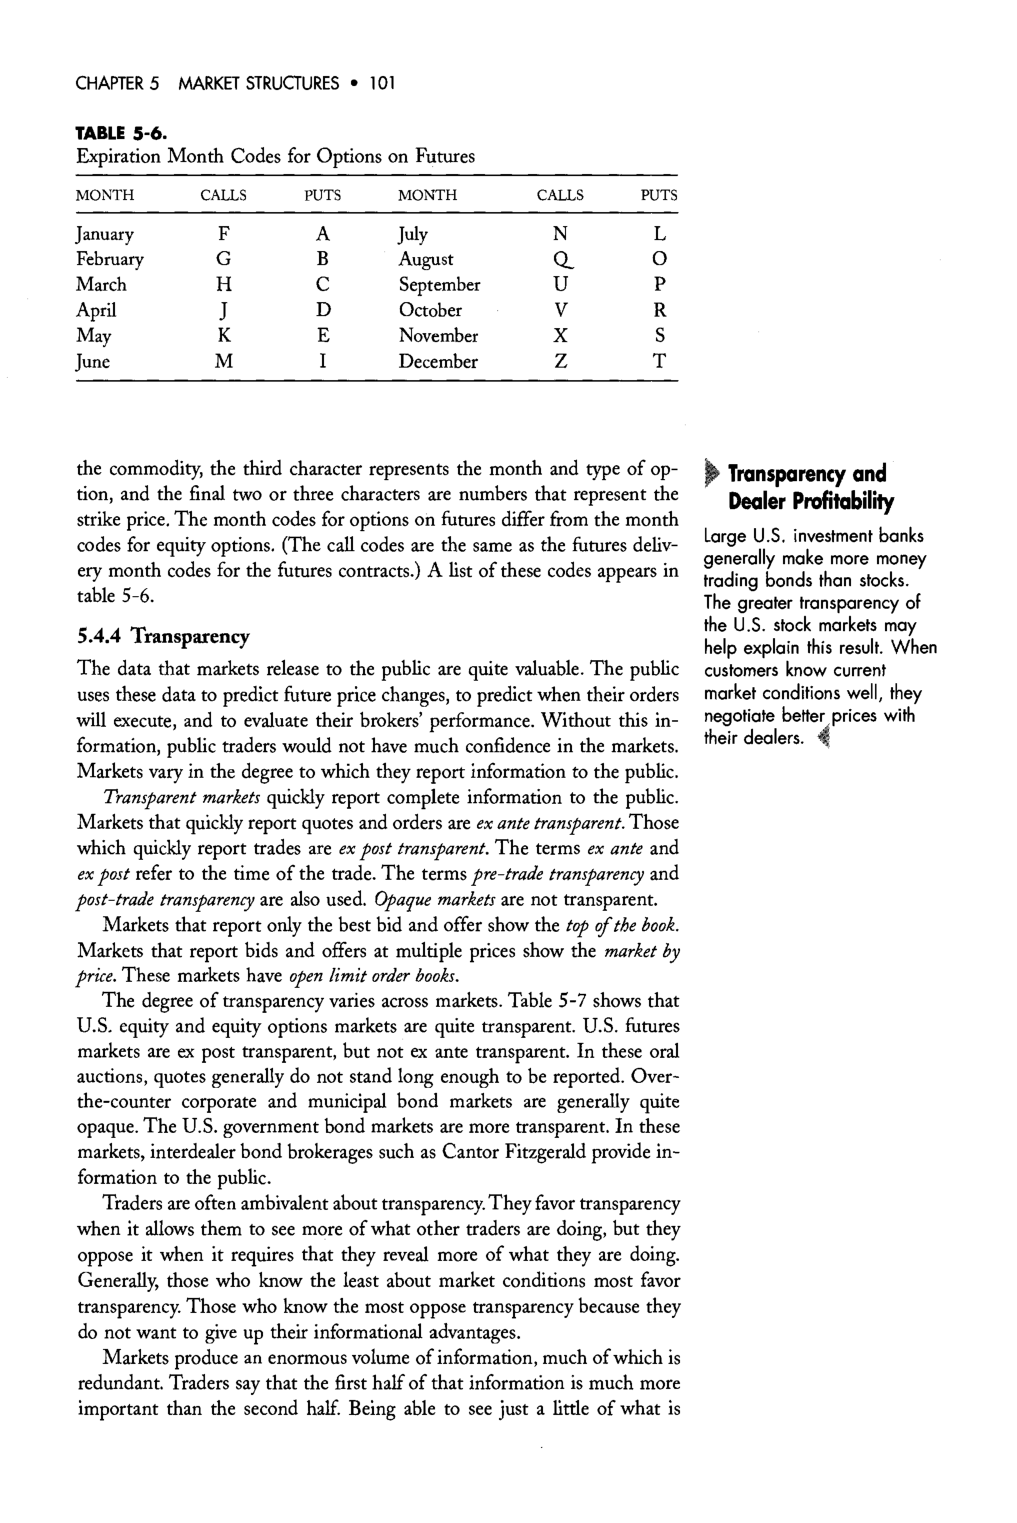 CHAPTER 5 MARKET STRUCTURES • 101
TABLE 5-6.
Expiration Month Codes for Options on Futures
MONTH CALLS PUTS MONTH CALLS PUTS
January F A July N L
February G B August Q O
March H C September U P
April J D October V R
May K E November X S
June M I December Z T
the commodity, the third character represents the month and type of op-
tion, and the final two or three characters are numbers that represent the
strike price. The month codes for options on futures differ from the month
codes for equity options. (The call codes are the same as the futures deliv-
ery month codes for the futures contracts.) A list of these codes appears in
table 5-6.
5.4.4 Transparency
The data that markets release to the public are quite valuable. The public
uses these data to predict future price changes, to predict when their orders
will execute, and to evaluate their brokers' performance. Without this in-
formation, public traders would not have much confidence in the markets.
Markets vary in the degree to which they report information to the public.
Transparent markets quickly report complete information to the public.
Markets that quickly report quotes and orders are ex ante transparent. Those
which quickly report trades are ex post transparent. The terms ex ante and
ex post refer to the time of the trade. The terms pre-trade transparency and
post-trade transparency are also used. Opaque markets are not transparent.
Markets that report only the best bid and offer show the top of the book.
Markets that report bids and offers at multiple prices show the market by
price. These markets have open limit order books.
The degree of transparency varies across markets. Table 5-7 shows that
U.S. equity and equity options markets are quite transparent. U.S. futures
markets are ex post transparent, but not ex ante transparent. In these oral
auctions, quotes generally do not stand long enough to be reported. Over-
the-counter corporate and municipal bond markets are generally quite
opaque. The U.S. government bond markets are more transparent. In these
markets, interdealer bond brokerages such as Cantor Fitzgerald provide in-
formation to the public.
Traders are often ambivalent about transparency. They favor transparency
when it allows them to see more of what other traders are doing, but they
oppose it when it requires that they reveal more of what they are doing.
Generally, those who know the least about market conditions most favor
transparency. Those who know the most oppose transparency because they
do not want to give up their informational advantages.
Markets produce an enormous volume of information, much of which is
redundant. Traders say that the first half of that information is much more
important than the second half. Being able to see just a little of what is
Transparency and
Dealer Profitability
Large U.S. investment banks
generally make more money
trading bonds than stocks.
The greater transparency of
the U.S. stock markets may
help explain this result. When
customers know current
market conditions well, they
negotiate better prices with
their dealers.